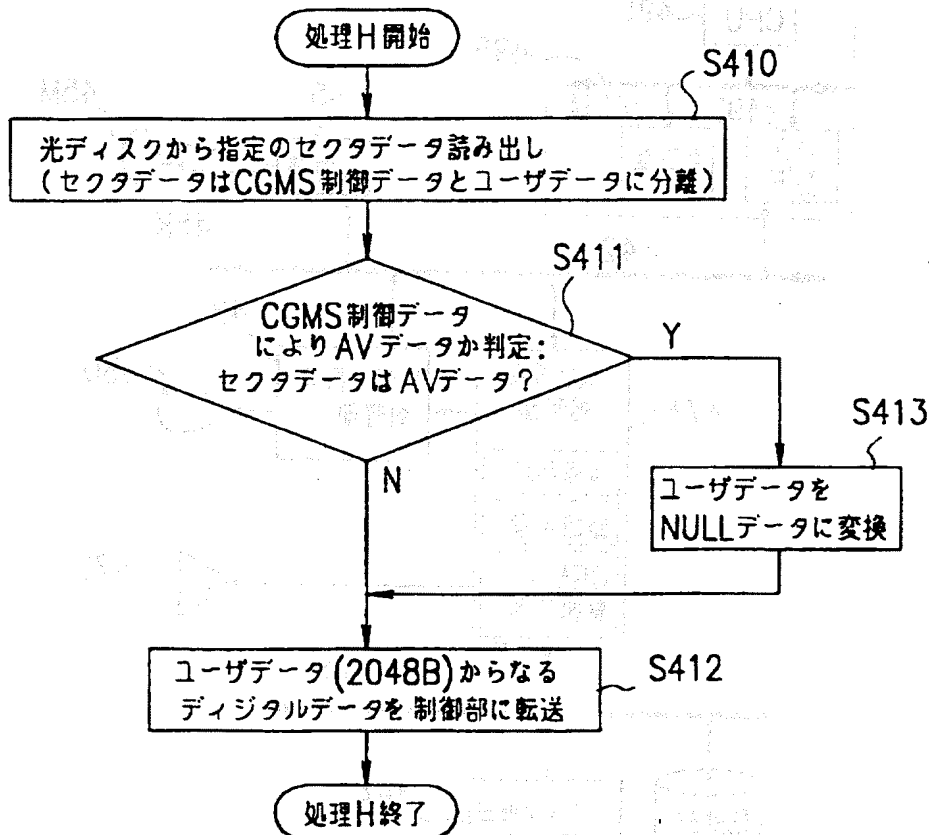 処理H開始
S410
光ディスクから指定のセクタデータ読み出し
(セクタデータはCGMS制御データとユーザデータに分離)
S411
CGMS制御データ
によりAVデータか判定:
セクタデータはAVデータ?
Y
S413
N
ユーザデータを
NULLデータに変換
ユーザデータ(2048B)からなる
ディジタルデータを制御部に転送
S412
処理H終了